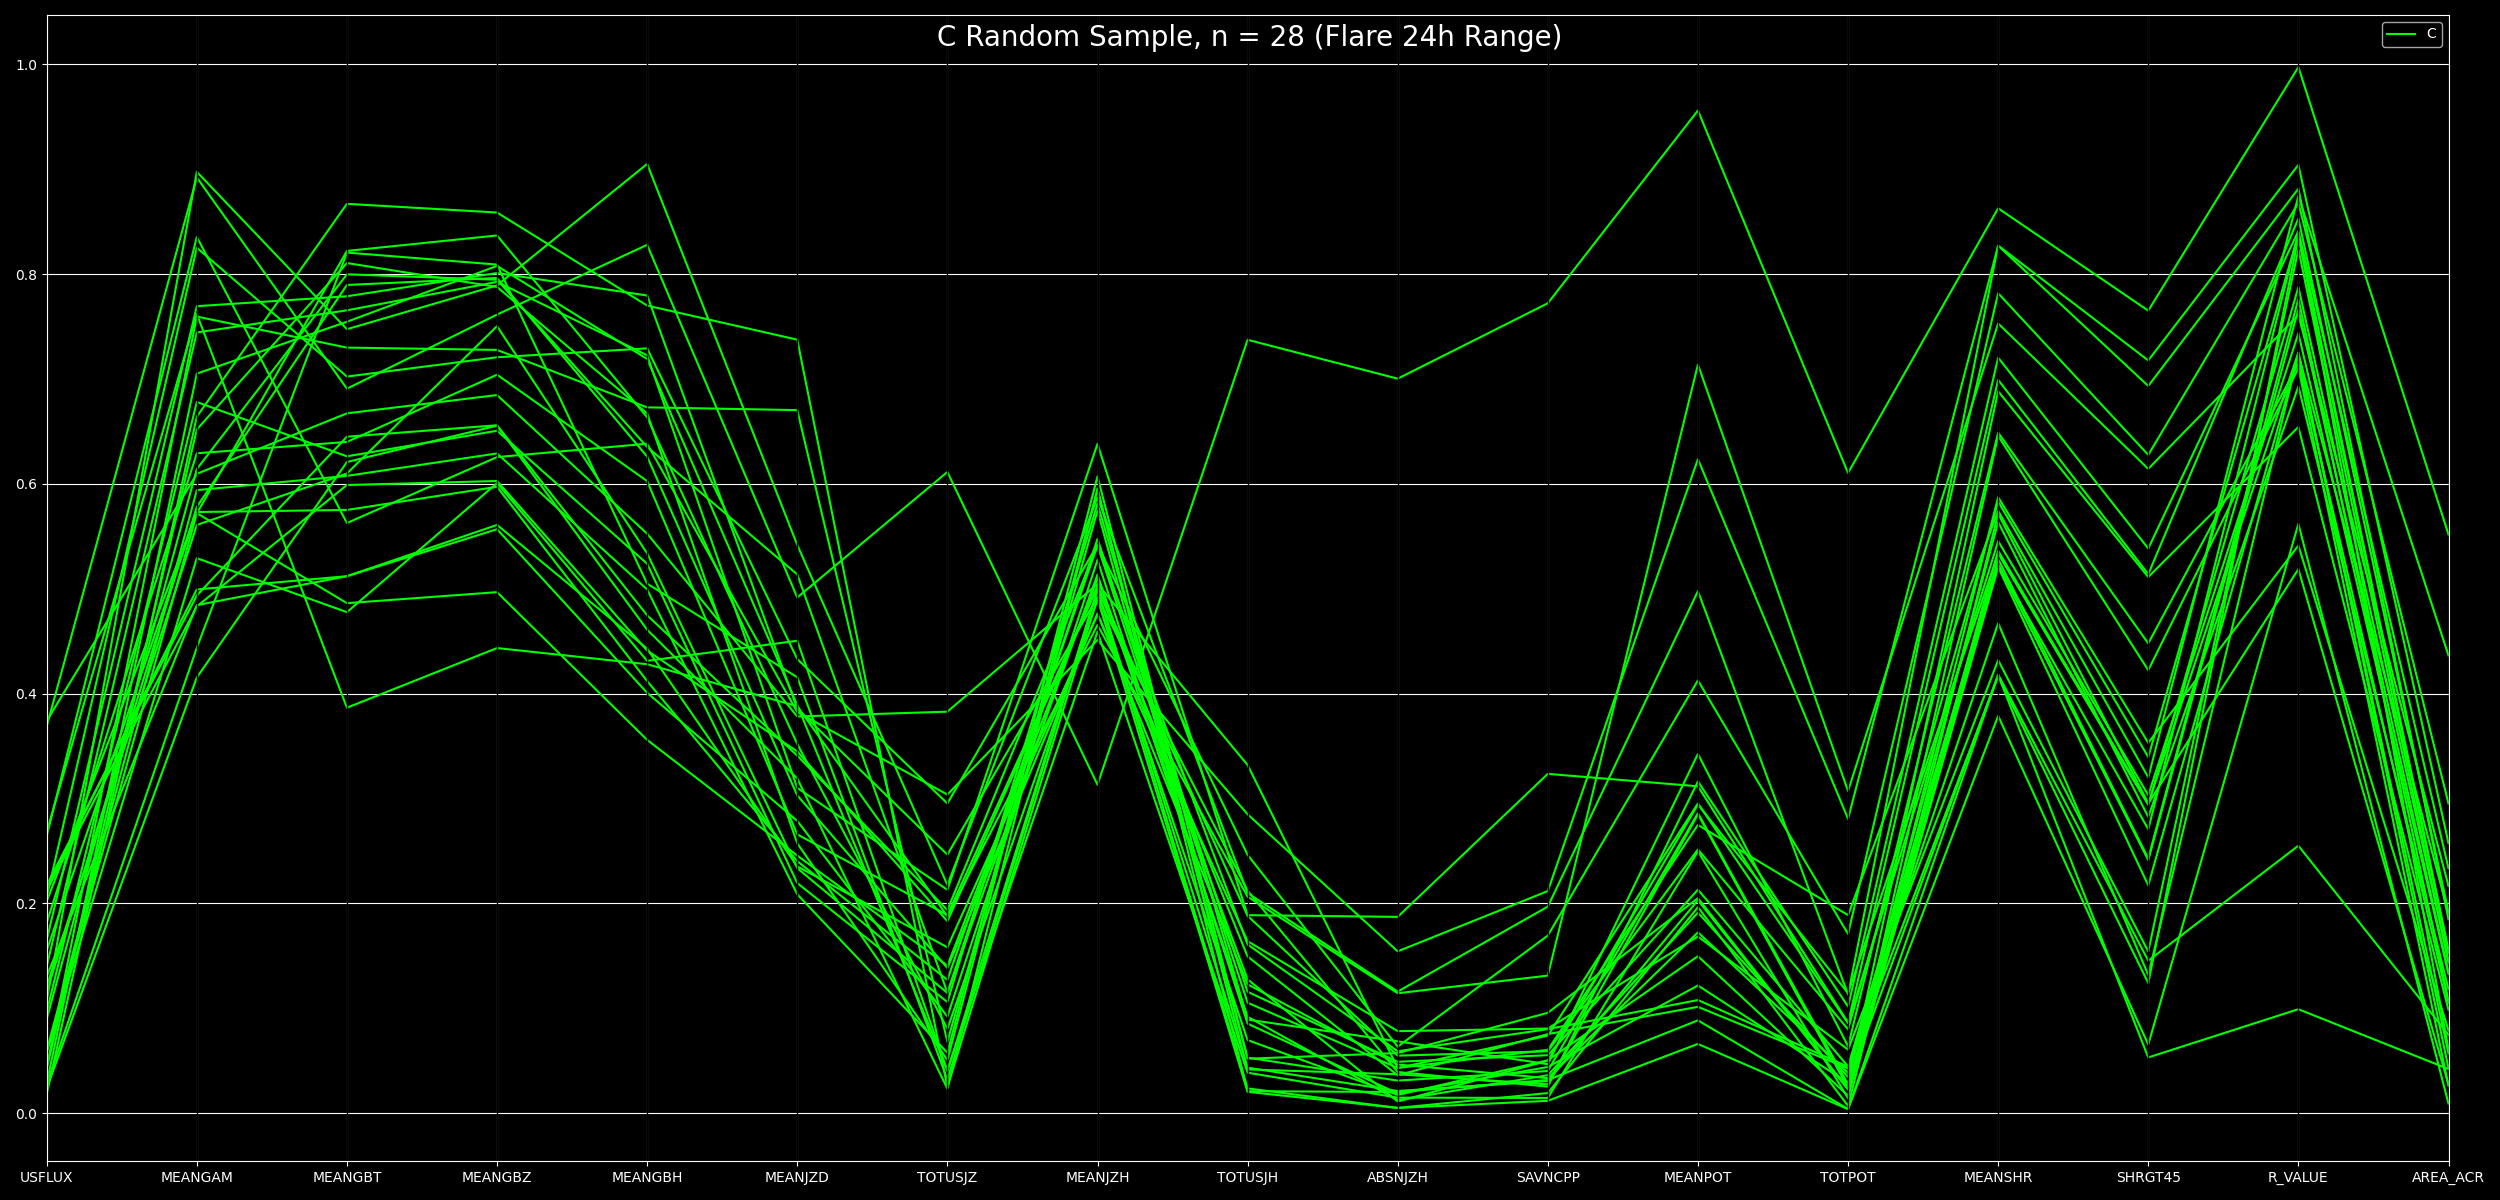 C Random Sample, n = 28 (Flare 24h Range)
C
1.0
0.8
0.6
0.4
0.2
0.0
USFLUX MEANGAM MEANGBT MEANGBZ MEANGBH MEANJZD TOTUSJZ MEANJZH TOTUSJH ABSNJZH SAVNCPP MEANPOT TOTPOT MEANSHR SHRGT45 R_VALUE AREA_ACR